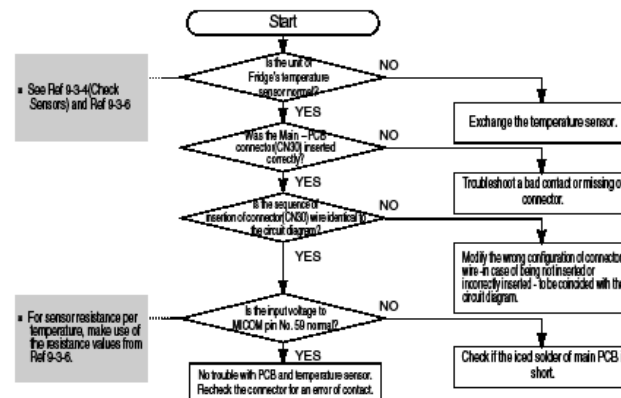 Start
Is the unit of
Fridge's temperature
sensor normal?
NO
▪ See Ref 9-3-4(Check
Sensors) and Ref 9-3-6
YES
Exchange the temperature sensor.
Was the Main – PCB
connector(CN30) inserted
correctly?
NO
YES
Troubleshoot a bad contact or missing of
connector.
Is the sequence of
insertion of connector(CN30) wire identical to
the circuit diagram?
NO
YES
Modify the wrong configuration of connector
wire -in case of being not inserted or
incorrectly inserted - to be coincided with the
circuit diagram.
▪ For sensor resistance per
temperature, make use of
the resistance values from
Ref 9-3-6.
Is the input voltage to
MICOM pin No. 59 normal?
NO
YES
Check if the iced solder of main PCB
short.
No trouble with PCB and temperature sensor.
Recheck the connector for an error of contact.